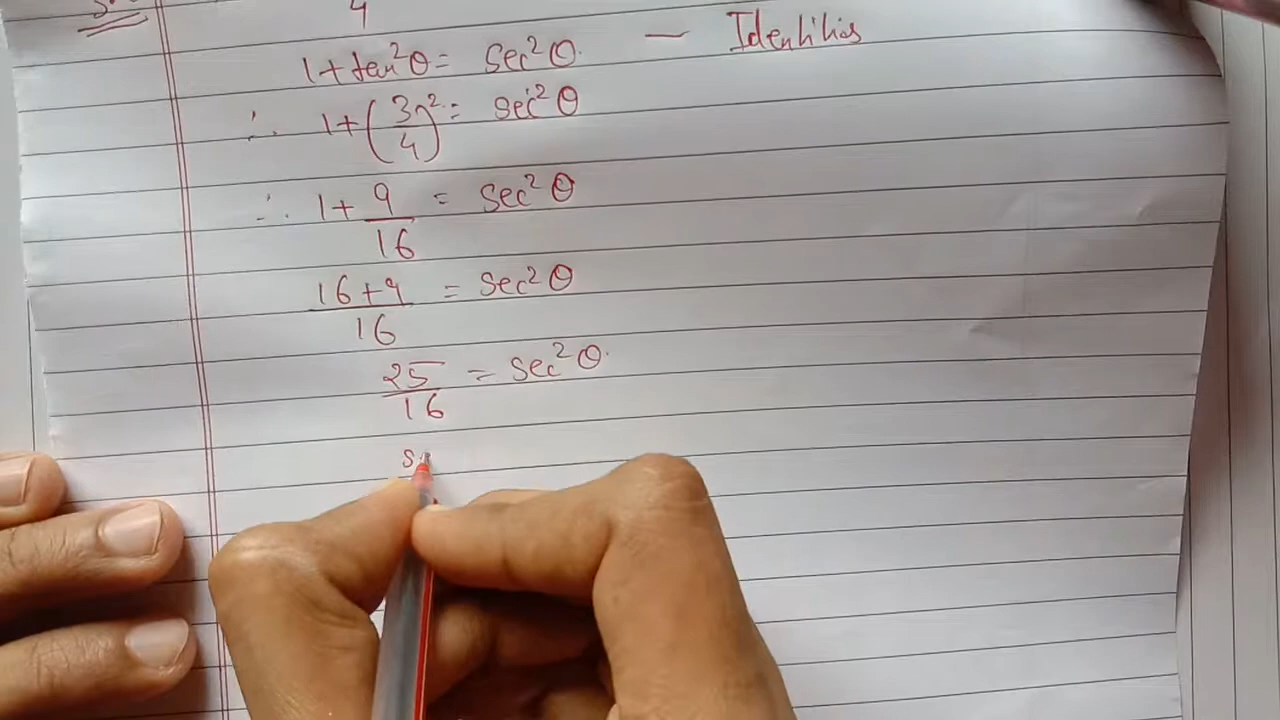 4
1+tan²θ = sec²θ — Identities
∴ 1+(3/4)² = sec²θ
∴ 1+ 9/16 = sec²θ
16+9/16 = sec²θ
25/16 = sec²θ
s